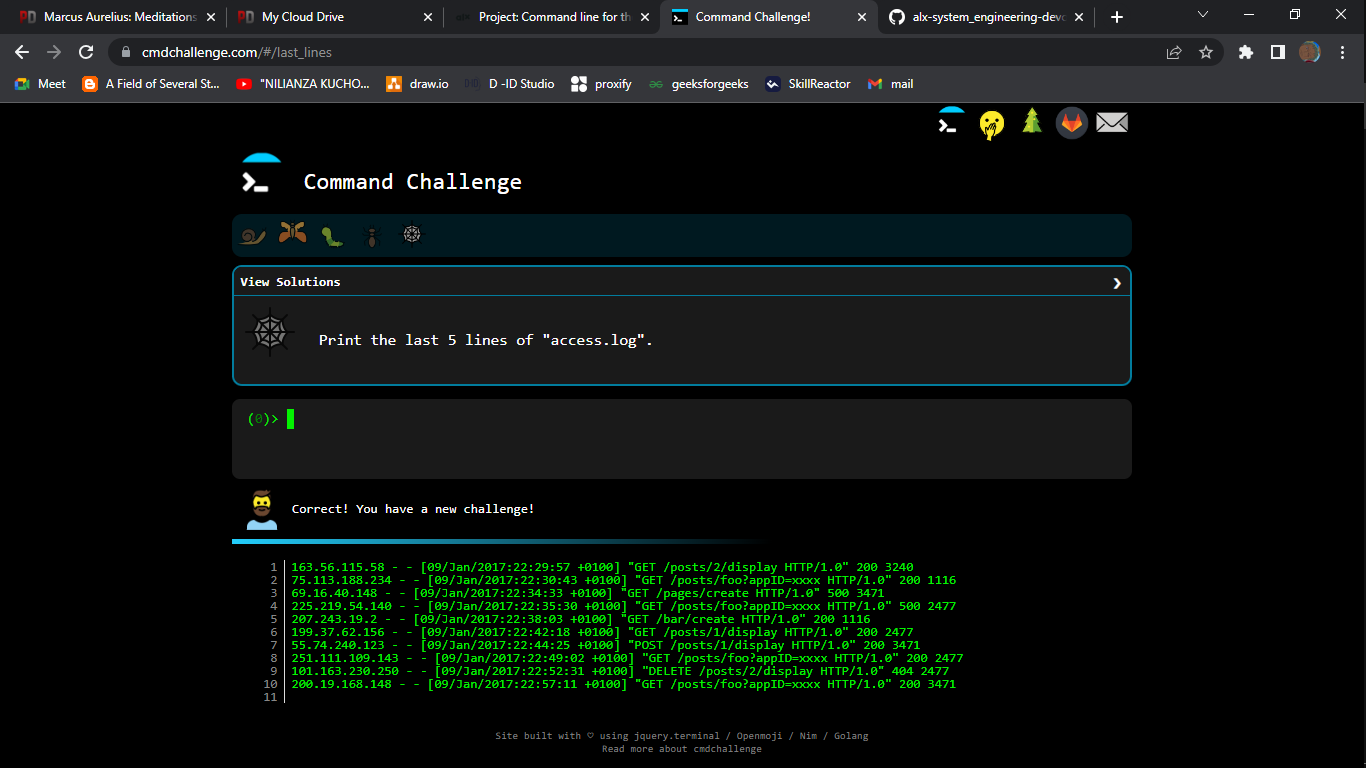 Marcus Aurelius: Meditations
My Cloud Drive
Project: Command line for th
Command Challenge!
alx-system_engineering-devo
cmdchallenge.com/#/last_lines
Meet
A Field of Several St...
"NILIANZA KUCHO...
draw.io
D -ID Studio
proxify
geeksforgeeks
SkillReactor
mail
Command Challenge
View Solutions
Print the last 5 lines of "access.log".
(0)>
Correct! You have a new challenge!
1 163.56.115.58 - - [09/Jan/2017:22:29:57 +0100] "GET /posts/2/display HTTP/1.0" 200 3240
2 75.113.188.234 - - [09/Jan/2017:22:30:43 +0100] "GET /posts/foo?appID=xxxx HTTP/1.0" 200 1116
3 69.16.40.148 - - [09/Jan/2017:22:34:33 +0100] "GET /pages/create HTTP/1.0" 500 3471
4 225.219.54.140 - - [09/Jan/2017:22:35:30 +0100] "GET /posts/foo?appID=xxxx HTTP/1.0" 500 2477
5 207.243.19.2 - - [09/Jan/2017:22:38:03 +0100] "GET /bar/create HTTP/1.0" 200 1116
6 199.37.62.156 - - [09/Jan/2017:22:42:18 +0100] "GET /posts/1/display HTTP/1.0" 200 2477
7 55.74.240.123 - - [09/Jan/2017:22:44:25 +0100] "POST /posts/1/display HTTP/1.0" 200 3471
8 251.111.109.143 - - [09/Jan/2017:22:49:02 +0100] "GET /posts/foo?appID=xxxx HTTP/1.0" 200 2477
9 101.163.230.250 - - [09/Jan/2017:22:52:31 +0100] "DELETE /posts/2/display HTTP/1.0" 404 2477
10 200.19.168.148 - - [09/Jan/2017:22:57:11 +0100] "GET /posts/foo?appID=xxxx HTTP/1.0" 200 3471
11
Site built with ♡ using jquery.terminal / Openmoji / Nim / Golang
Read more about cmdchallenge